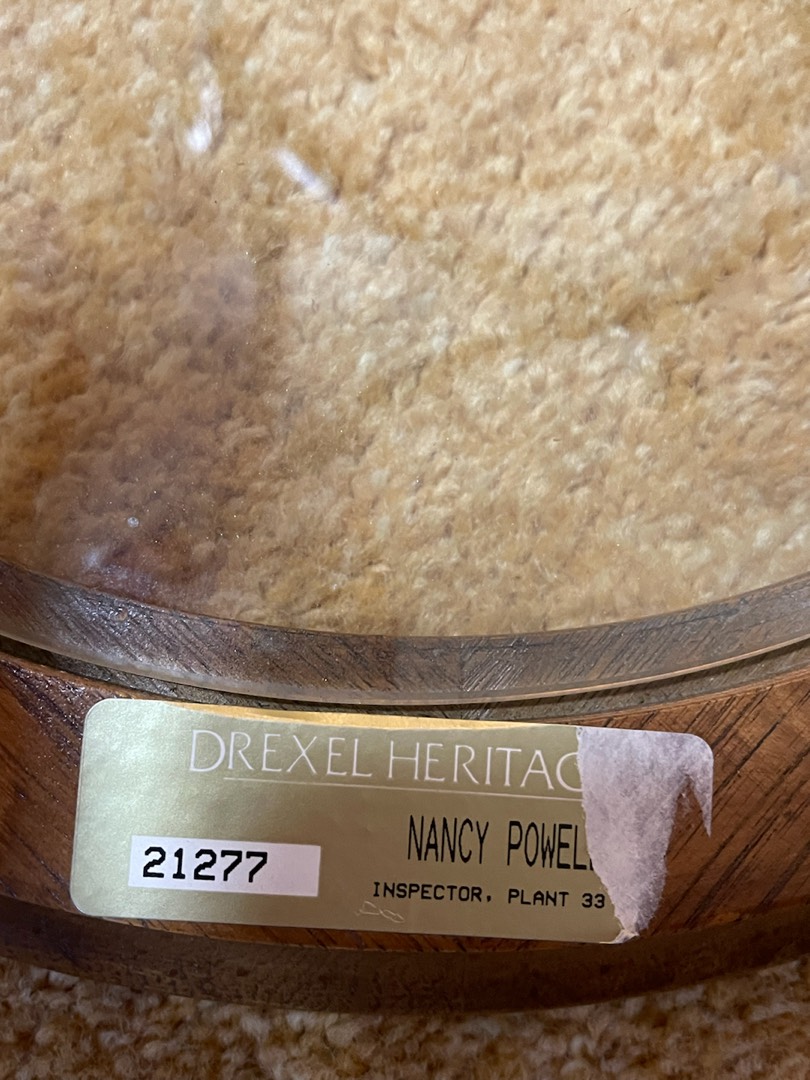 DREXEL HERITAG
NANCY POWEL
21277
INSPECTOR, PLANT 33